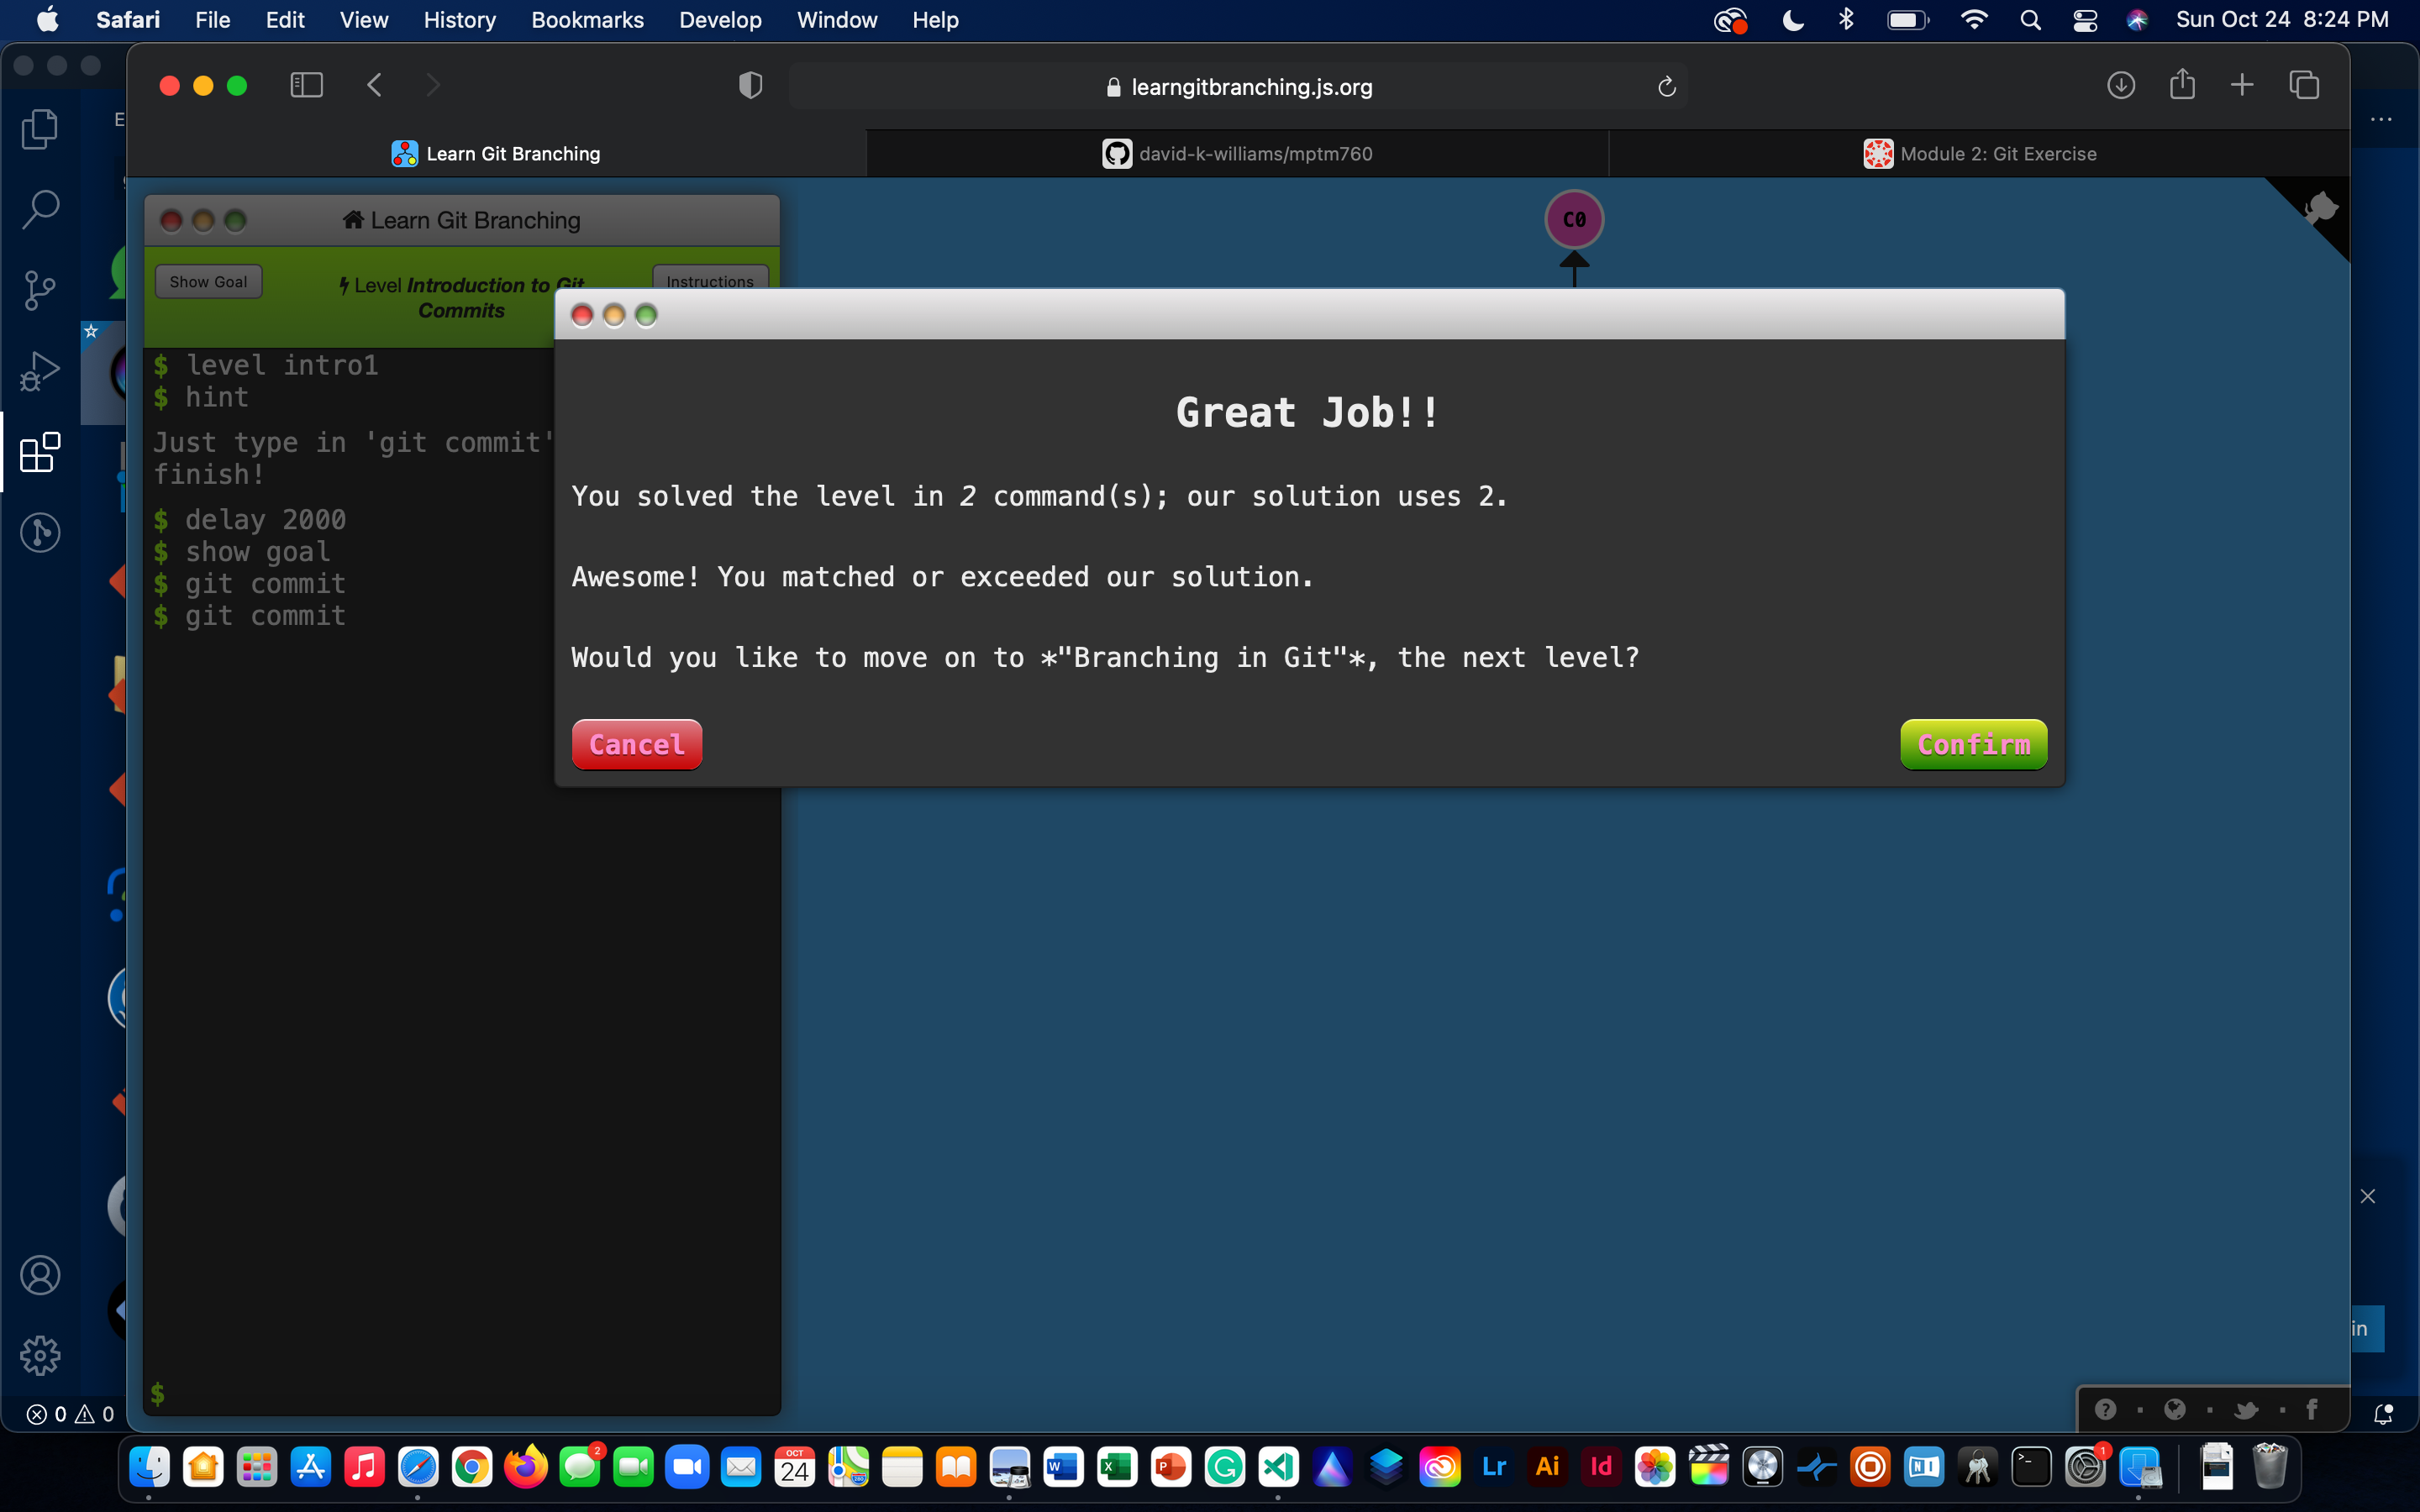 Safari File Edit View History Bookmarks Develop Window Help
Sun Oct 24 8:24 PM
learngitbranching.js.org
Learn Git Branching
david-k-williams/mptm760
Module 2: Git Exercise
Learn Git Branching
Show Goal
Level Introduction to Git
Commits
Instructions
$ level intro1
$ hint
Just type in 'git commit'
finish!
$ delay 2000
$ show goal
$ git commit
$ git commit
$
C0
Great Job!!
You solved the level in 2 command(s); our solution uses 2.
Awesome! You matched or exceeded our solution.
Would you like to move on to *"Branching in Git"*, the next level?
Cancel
Confirm
in
0 0
2
OCT
24
280
W
X
P
Lr
Ai
Id
N
1